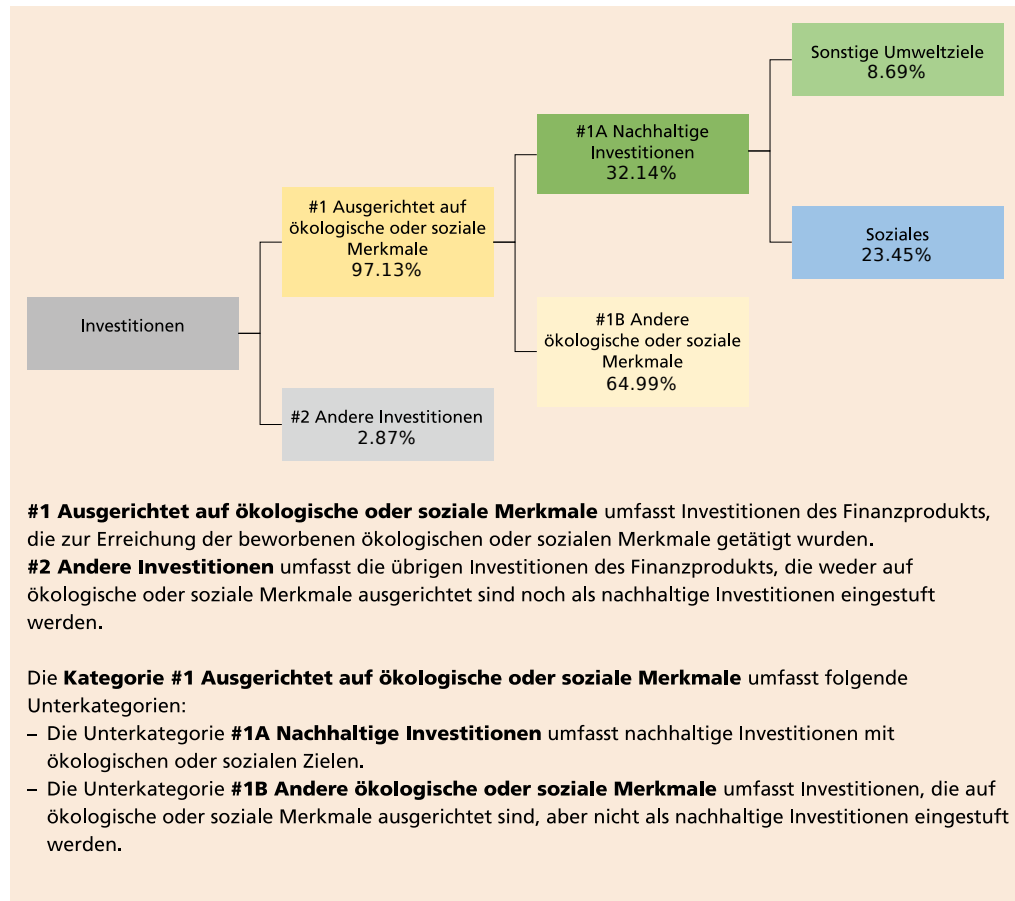 Sonstige Umweltziele
8.69%
#1A Nachhaltige
Investitionen
32.14%
#1 Ausgerichtet auf
ökologische oder soziale
Merkmale
97.13%
Soziales
23.45%
Investitionen
#1B Andere
ökologische oder soziale
Merkmale
64.99%
#2 Andere Investitionen
2.87%
#1 Ausgerichtet auf ökologische oder soziale Merkmale umfasst Investitionen des Finanzprodukts,
die zur Erreichung der beworbenen ökologischen oder sozialen Merkmale getätigt wurden.
#2 Andere Investitionen umfasst die übrigen Investitionen des Finanzprodukts, die weder auf
ökologische oder soziale Merkmale ausgerichtet sind noch als nachhaltige Investitionen eingestuft
werden.
Die Kategorie #1 Ausgerichtet auf ökologische oder soziale Merkmale umfasst folgende
Unterkategorien:
– Die Unterkategorie #1A Nachhaltige Investitionen umfasst nachhaltige Investitionen mit
ökologischen oder sozialen Zielen.
– Die Unterkategorie #1B Andere ökologische oder soziale Merkmale umfasst Investitionen, die auf
ökologische oder soziale Merkmale ausgerichtet sind, aber nicht als nachhaltige Investitionen eingestuft
werden.